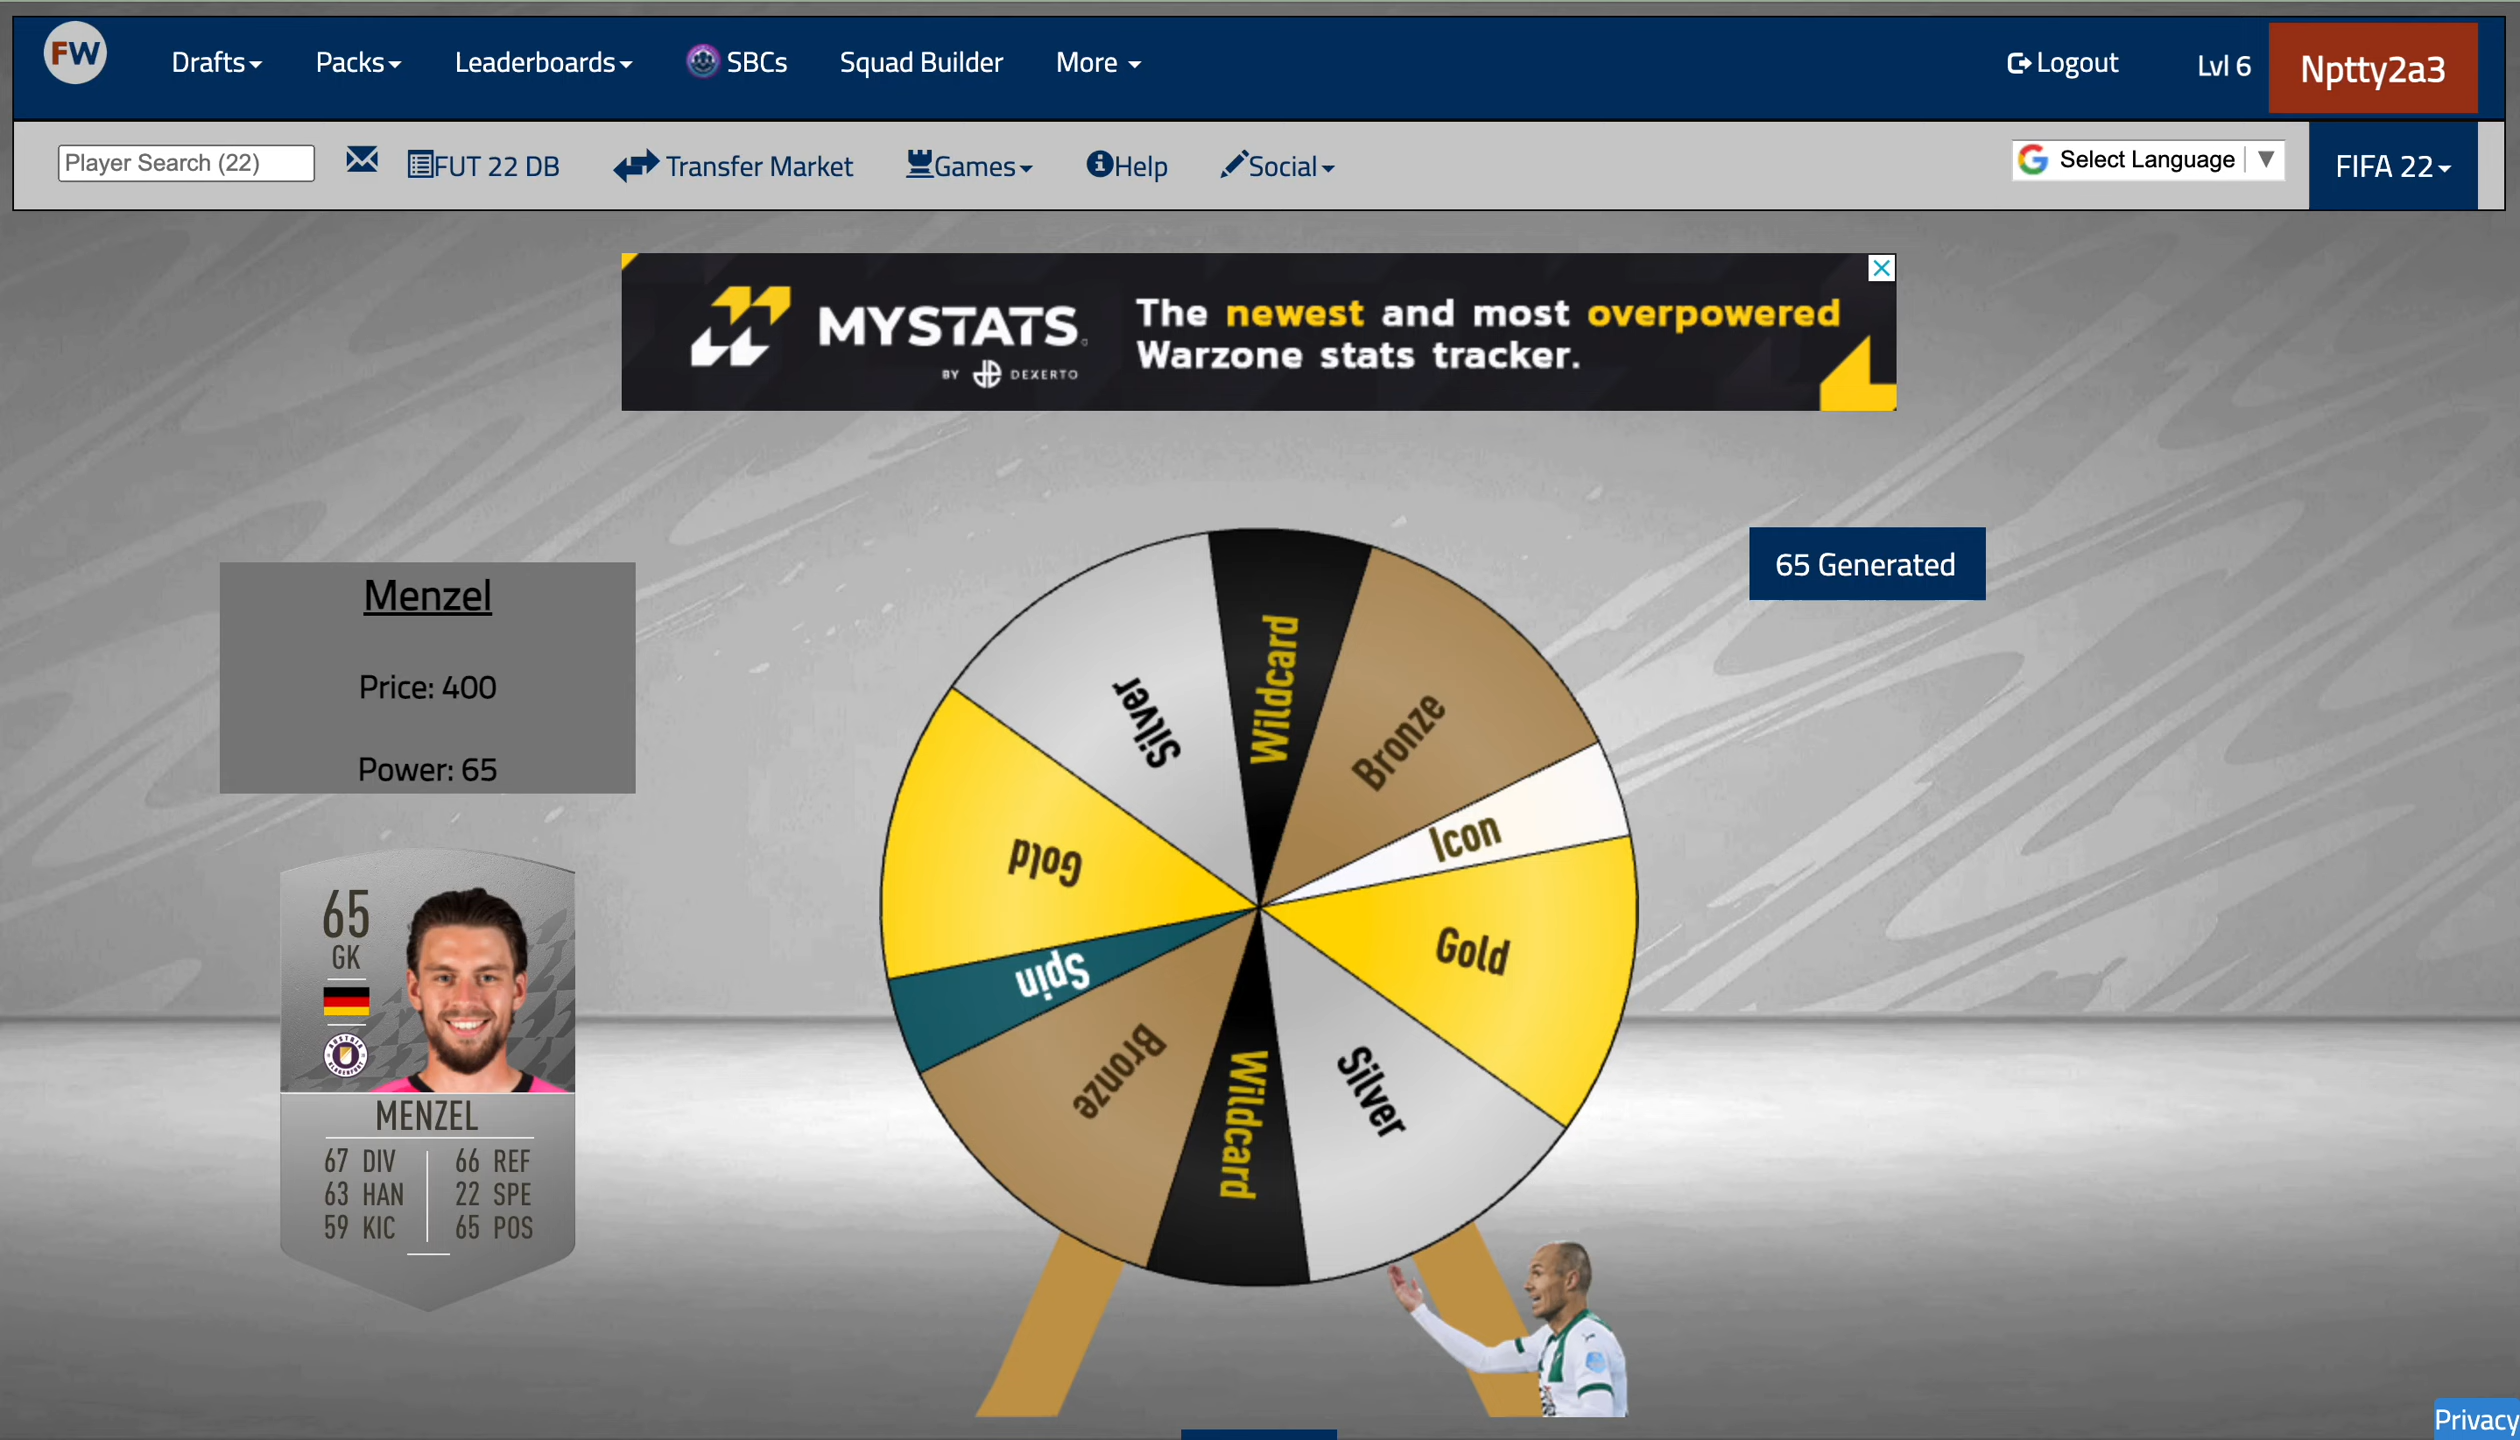 FW
Drafts
Packs
Leaderboards
SBCs
Squad Builder
More
Logout
Lvl 6
Nptty2a3
Player Search (22)
FUT 22 DB
Transfer Market
Games
Help
Social
Select Language
FIFA 22
MYSTATS
BY DEXERTO
The newest and most overpowered
Warzone stats tracker.
65 Generated
Menzel
Price: 400
Power: 65
Wildcard
Bronze
Icon
Gold
Silver
Wildcard
Bronze
Spin
Gold
Silver
65
GK
MENZEL
67 DIV
63 HAN
59 KIC
66 REF
22 SPE
65 POS
Privacy